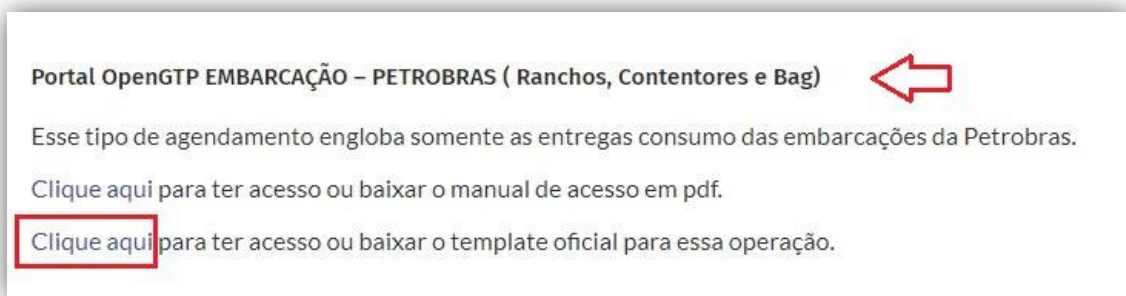 Portal OpenGTP EMBARCAÇÃO – PETROBRAS ( Ranchos, Contentores e Bag)
Esse tipo de agendamento engloba somente as entregas consumo das embarcações da Petrobras.
Clique aqui para ter acesso ou baixar o manual de acesso em pdf.
Clique aqui para ter acesso ou baixar o template oficial para essa operação.